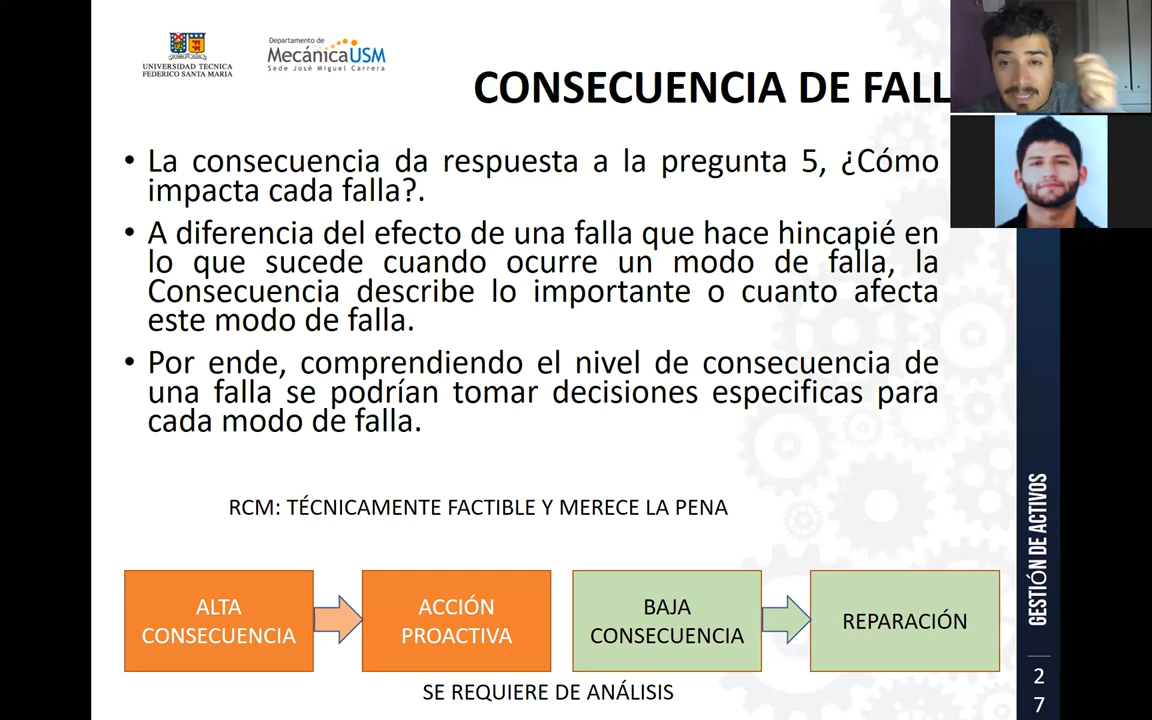 UNIVERSIDAD TECNICA
FEDERICO SANTA MARIA
Departamento de
MecánicaUSM
Sede José Miguel Carrera
CONSECUENCIA DE FALL
• La consecuencia da respuesta a la pregunta 5, ¿Cómo
impacta cada falla?.
• A diferencia del efecto de una falla que hace hincapié en
lo que sucede cuando ocurre un modo de falla, la
Consecuencia describe lo importante o cuanto afecta
este modo de falla.
• Por ende, comprendiendo el nivel de consecuencia de
una falla se podrían tomar decisiones especificas para
cada modo de falla.
RCM: TÉCNICAMENTE FACTIBLE Y MERECE LA PENA
ALTA
CONSECUENCIA
ACCIÓN
PROACTIVA
BAJA
CONSECUENCIA
REPARACIÓN
SE REQUIERE DE ANÁLISIS
GESTIÓN DE ACTIVOS
2
7